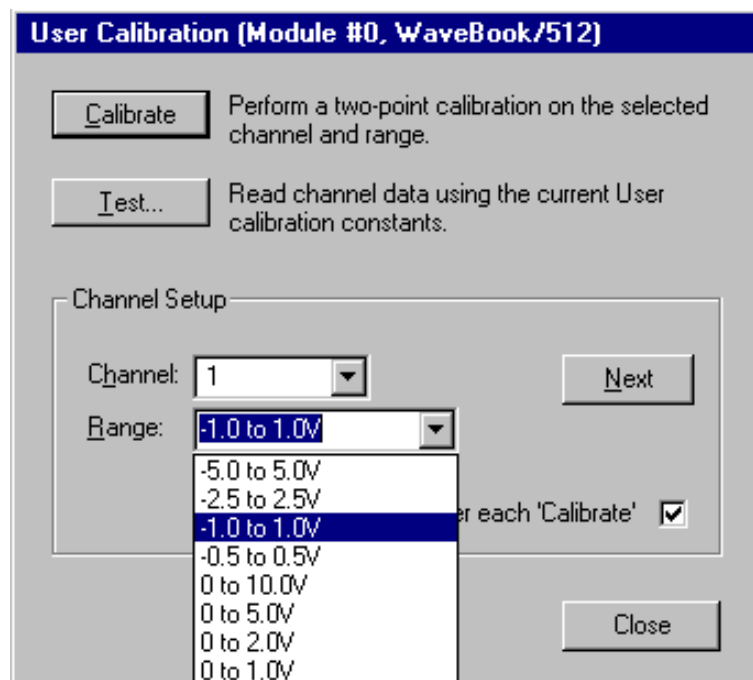 User Calibration (Module #0, WaveBook/512)
Calibrate
Perform a two-point calibration on the selected
channel and range.
Test...
Read channel data using the current User
calibration constants.
Channel Setup
Channel:
1
Next
Range:
-1.0 to 1.0V
-5.0 to 5.0V
-2.5 to 2.5V
-1.0 to 1.0V
each 'Calibrate'
-0.5 to 0.5V
0 to 10.0V
0 to 5.0V
0 to 2.0V
0 to 1.0V
Close